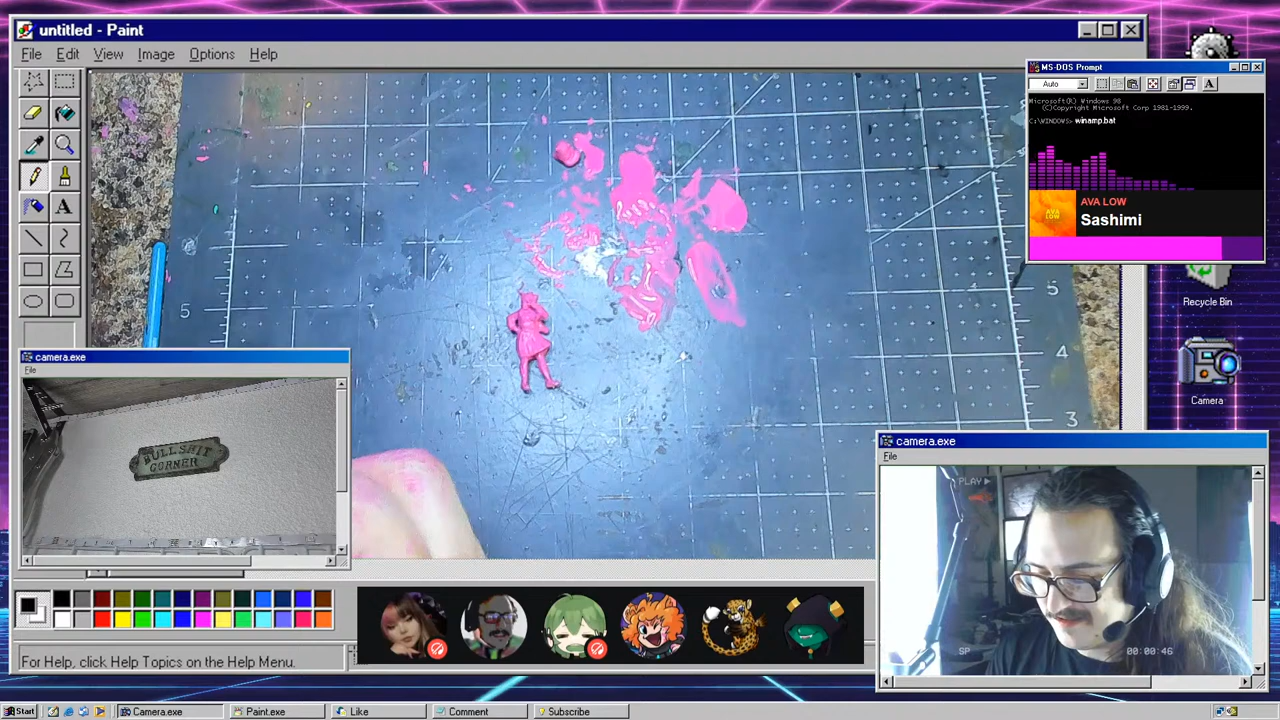 untitled - Paint
File Edit View Image Options Help
MS-DOS Prompt
Auto
A
Microsoft(R) Windows 98
(C)Copyright Microsoft Corp 1981-1999.
C:\WINDOWS> winamp.bat
AVA LOW
AVA LOW
Sashimi
A
5
5
4
3
Recycle Bin
Camera
camera.exe
File
BULLSHIT
CORNER
camera.exe
File
PLAY
SP
00:00:46
For Help, click Help Topics on the Help Menu.
Start
Camera.exe
Paint.exe
Like
Comment
Subscribe